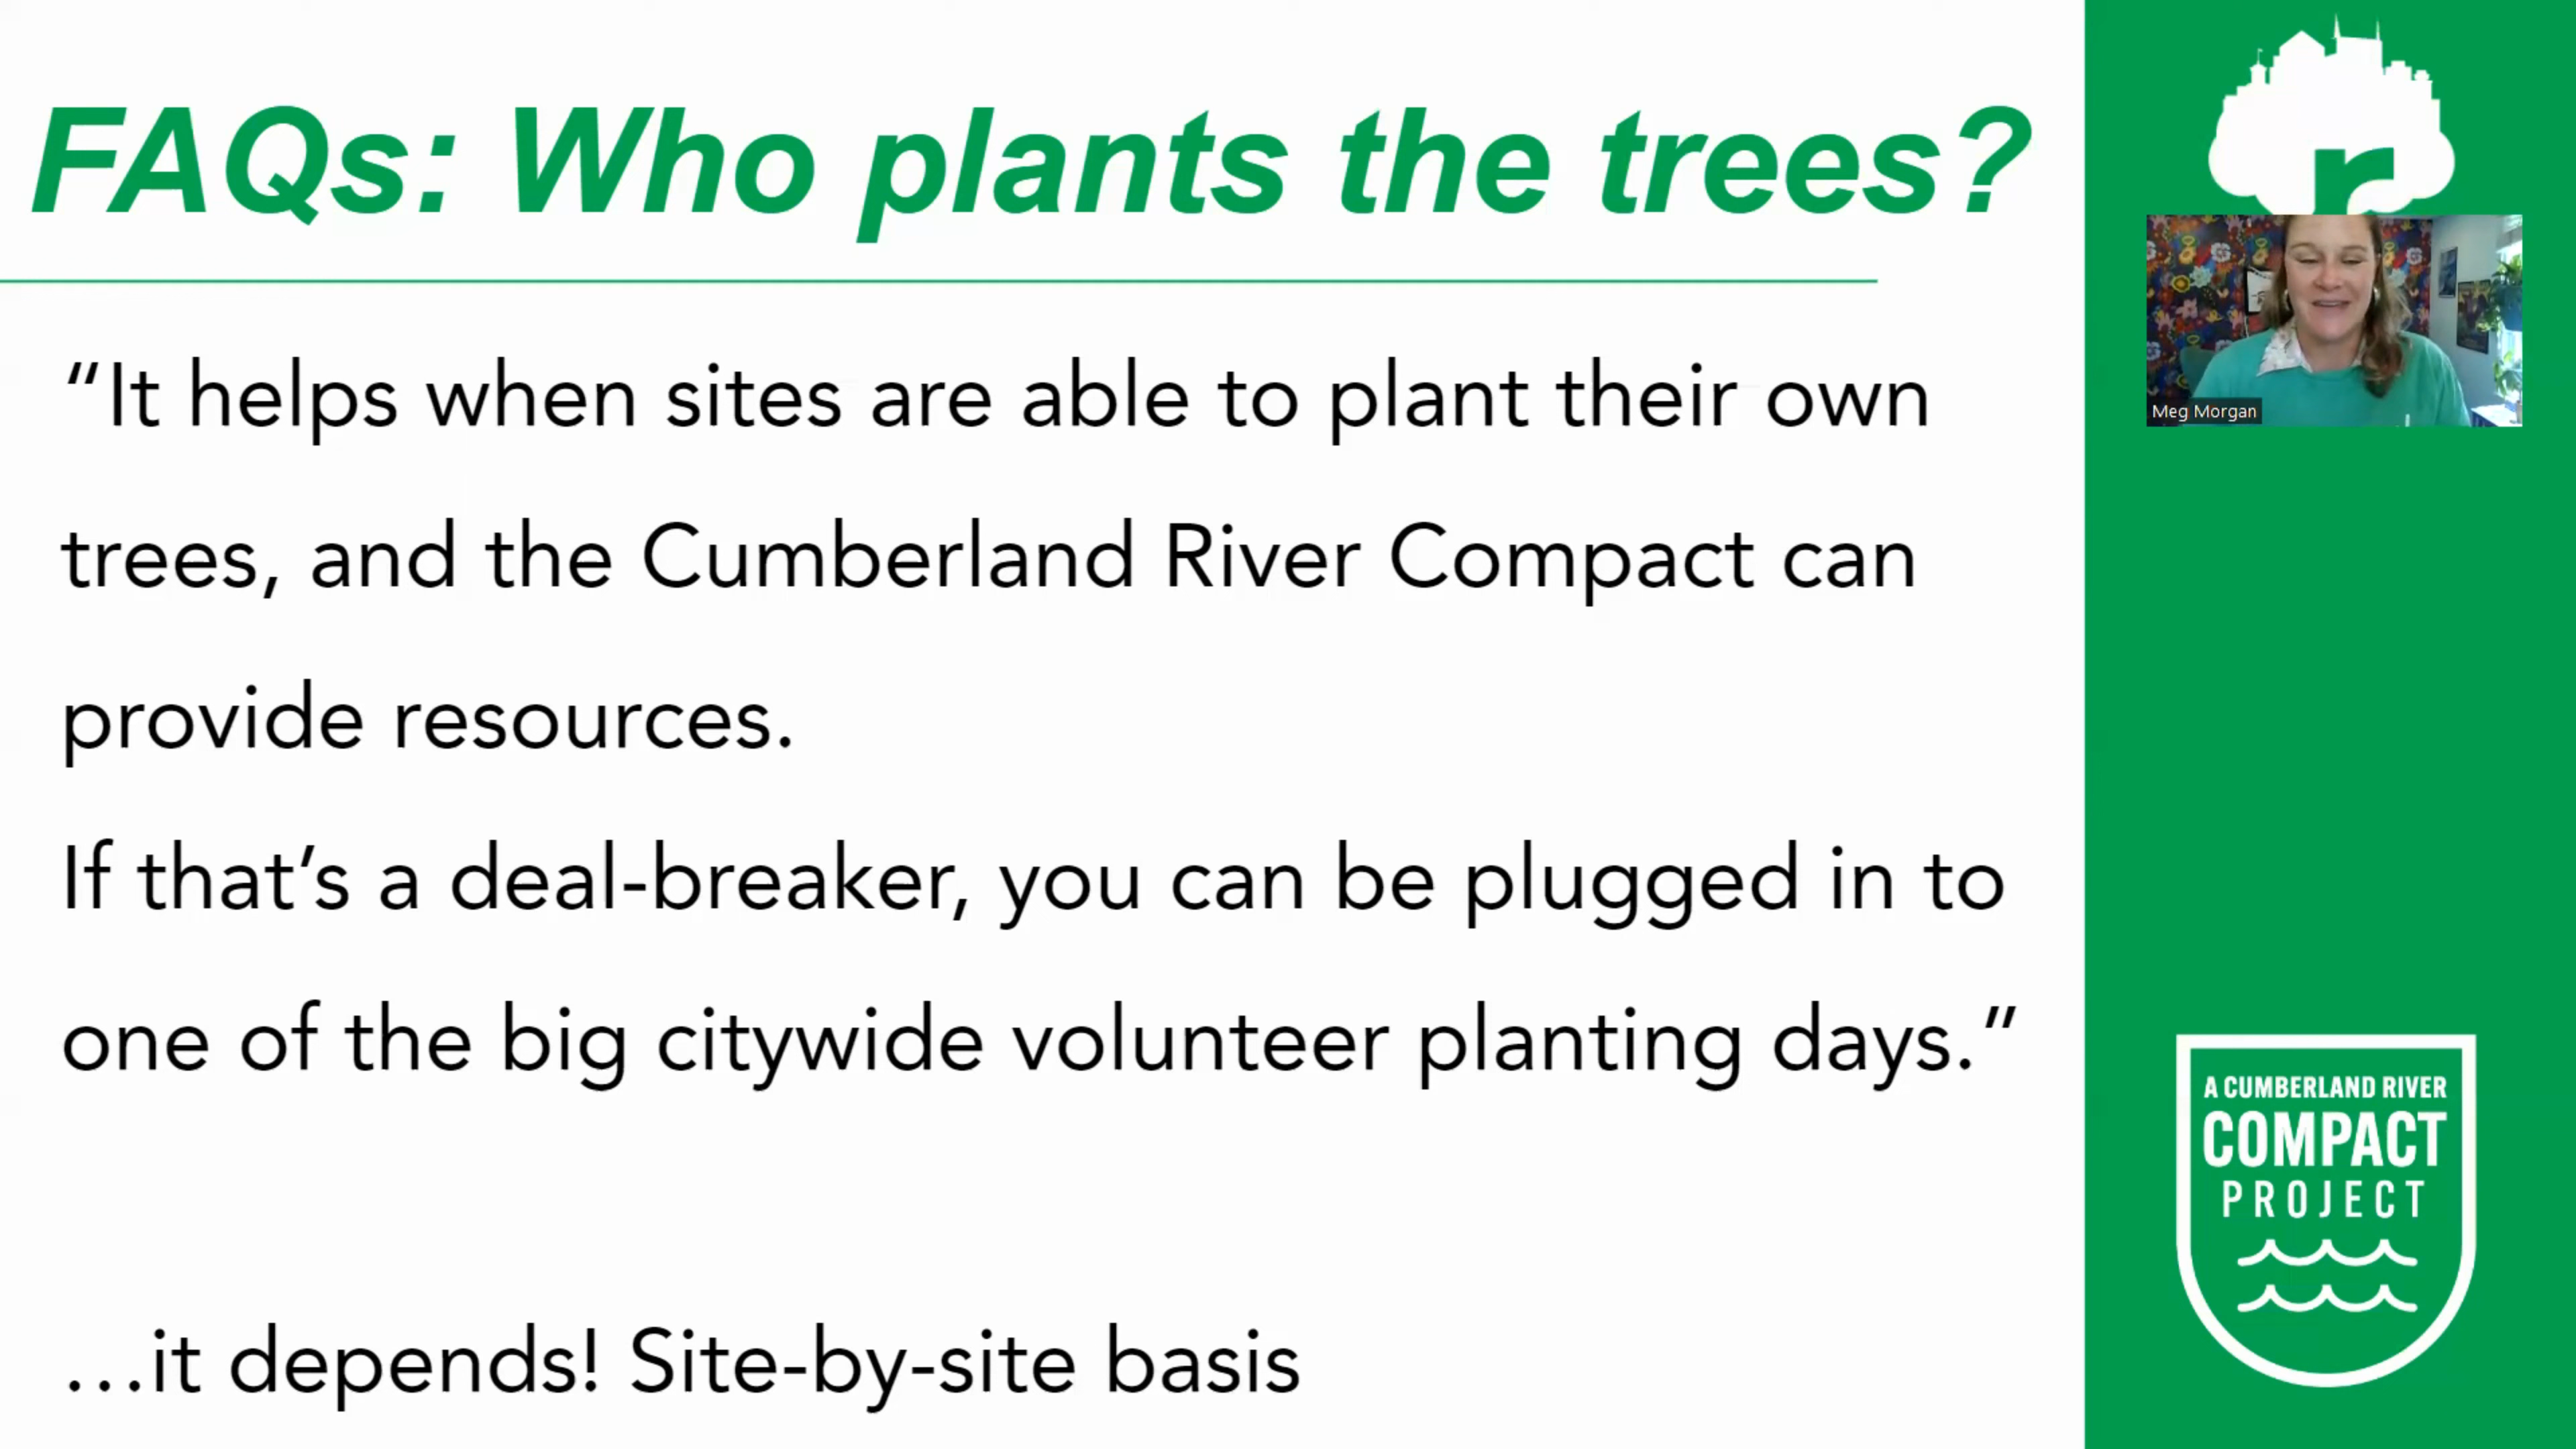 FAQs: Who plants the trees?
r
Meg Morgan
“It helps when sites are able to plant their own
trees, and the Cumberland River Compact can
provide resources.
If that’s a deal-breaker, you can be plugged in to
one of the big citywide volunteer planting days.”
...it depends! Site-by-site basis
A CUMBERLAND RIVER
COMPACT
PROJECT